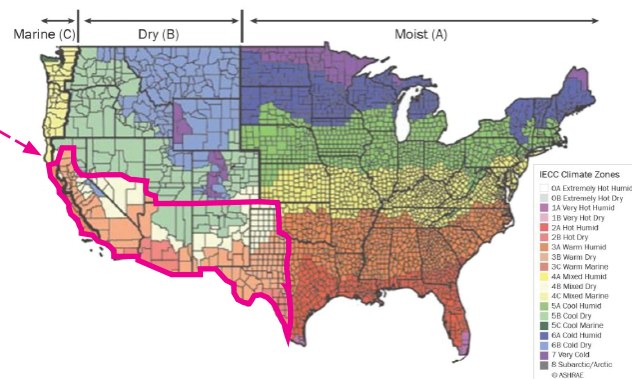 Marine (C)
Dry (B)
Moist (A)
IECC Climate Zones
0A Extremely Hot Humid
0B Extremely Hot Dry
1A Very Hot Humid
1B Very Hot Dry
2A Hot Humid
2B Hot Dry
3A Warm Humid
3B Warm Dry
3C Warm Marine
4A Mixed Humid
4B Mixed Dry
4C Mixed Marine
5A Cool Humid
5B Cool Dry
5C Cool Marine
6A Cold Humid
6B Cold Dry
7 Very Cold
8 Subarctic/Arctic
© ASHRAE